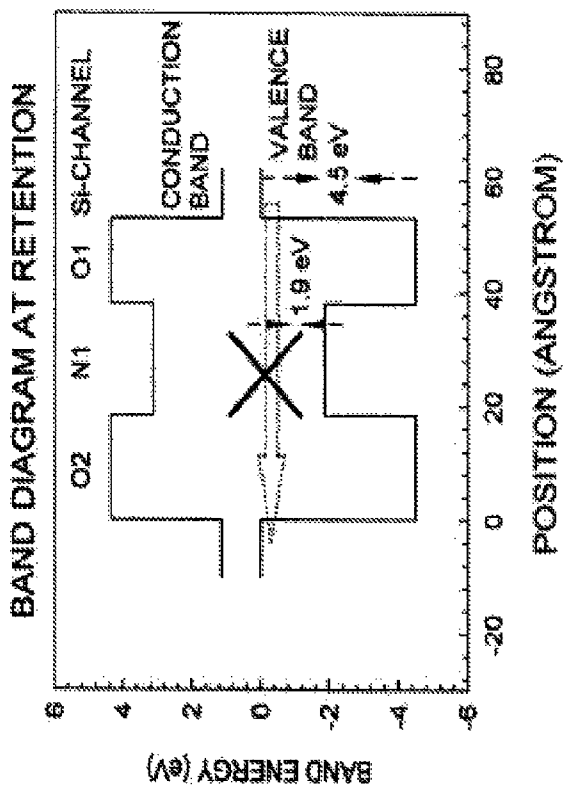 BAND DIAGRAM AT RETENTION
O2 N1 O1 SI-CHANNEL
CONDUCTION
BAND
VALENCE
BAND
4.5 eV
1.9 eV
6
4
2
0
-2
-4
-6
BAND ENERGY (eV)
-20 0 20 40 60 80
POSITION (ANGSTROM)